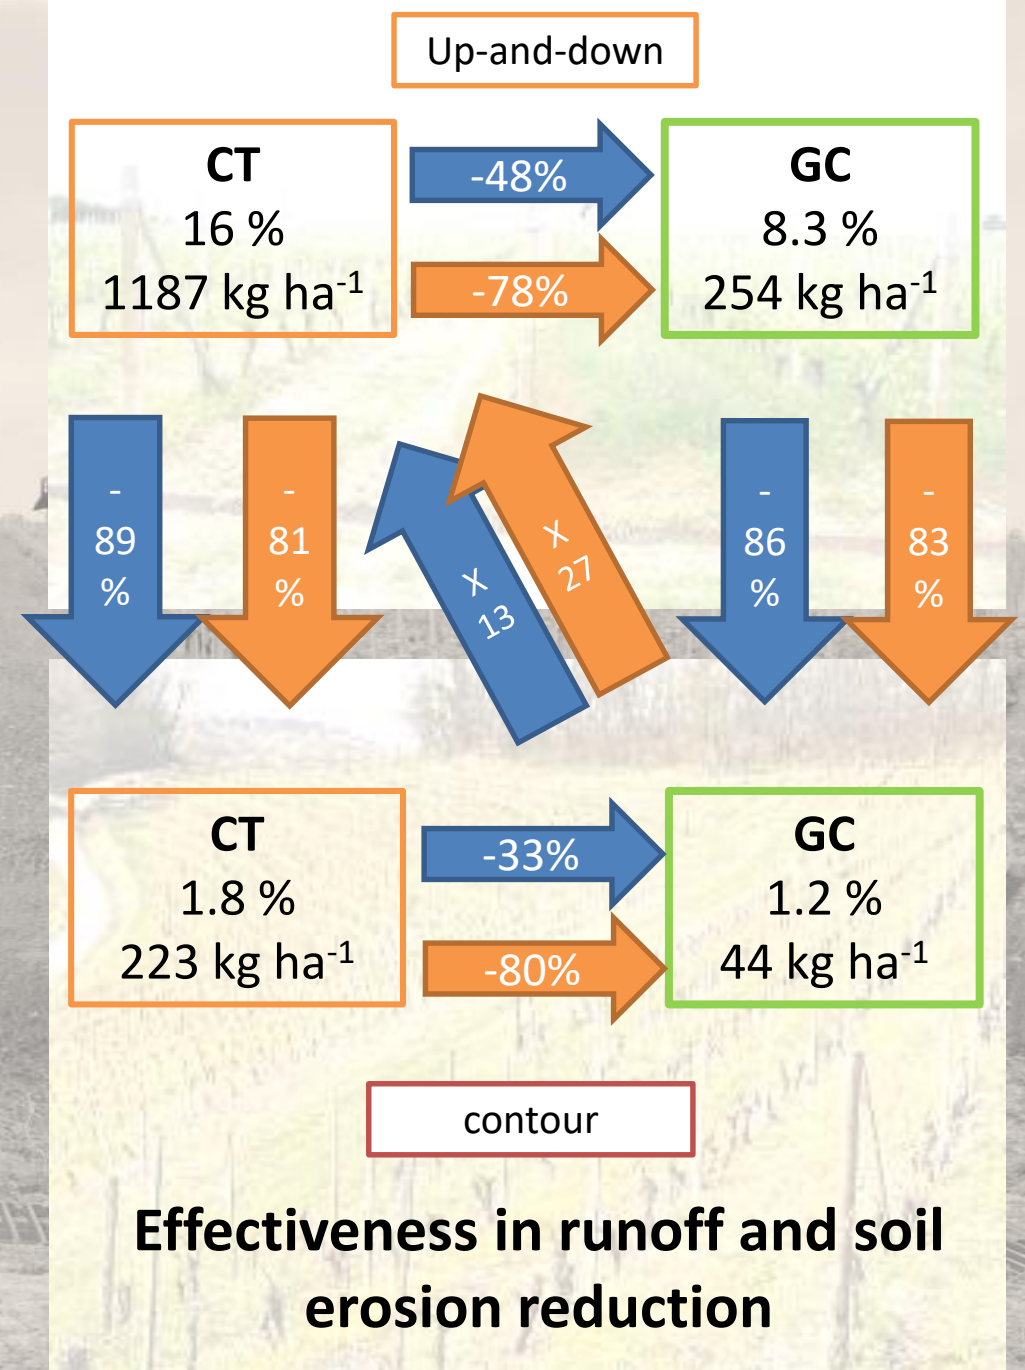 Up-and-down
CT
16 %
1187 kg ha⁻¹
-48%
-78%
GC
8.3 %
254 kg ha⁻¹
-
89
%
-
81
%
X
13
X
27
-
86
%
-
83
%
CT
1.8 %
223 kg ha⁻¹
-33%
-80%
GC
1.2 %
44 kg ha⁻¹
contour
Effectiveness in runoff and soil
erosion reduction